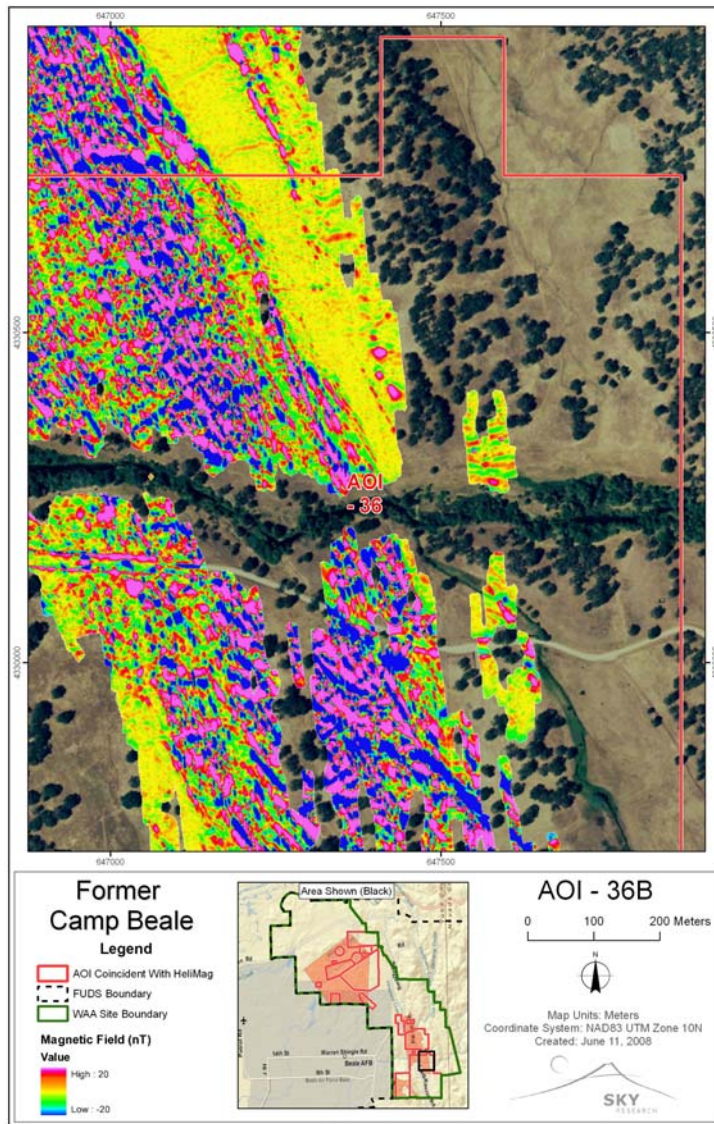 647000
647500
4330500
4330500
AOI
- 36
4330000
4330000
647000
647500
Former
Camp Beale
Legend
AOI Coincident With HeliMag
FUDS Boundary
WAA Site Boundary
Magnetic Field (nT)
Value
High : 20
Low : -20
Area Shown (Black)
14th St
Warren Shingle Rd
Beale AFB
AOI - 36B
0 100 200 Meters
N
Map Units: Meters
Coordinate System: NAD83 UTM Zone 10N
Created: June 11, 2008
SKY
RESEARCH